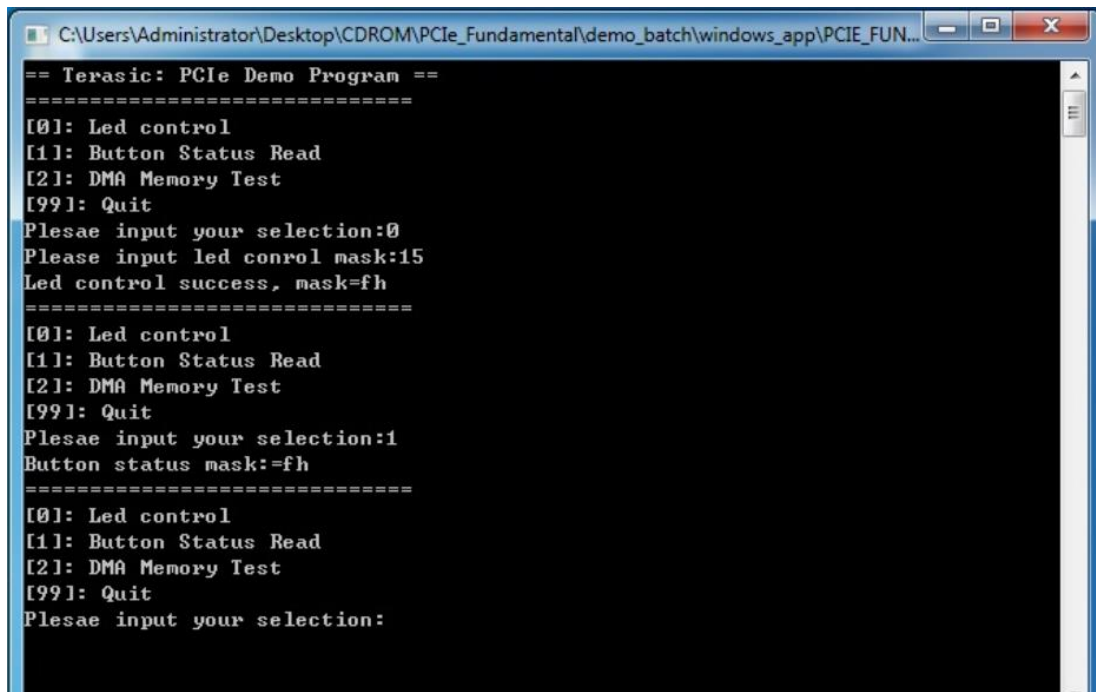 C:\Users\Administrator\Desktop\CDROM\PCIe_Fundamental\demo_batch\windows_app\PCIE_FUN...
== Terasic: PCIe Demo Program ==
==============================
[0]: Led control
[1]: Button Status Read
[2]: DMA Memory Test
[99]: Quit
Plesae input your selection:0
Please input led conrol mask:15
Led control success, mask=fh
==============================
[0]: Led control
[1]: Button Status Read
[2]: DMA Memory Test
[99]: Quit
Plesae input your selection:1
Button status mask:=fh
==============================
[0]: Led control
[1]: Button Status Read
[2]: DMA Memory Test
[99]: Quit
Plesae input your selection: